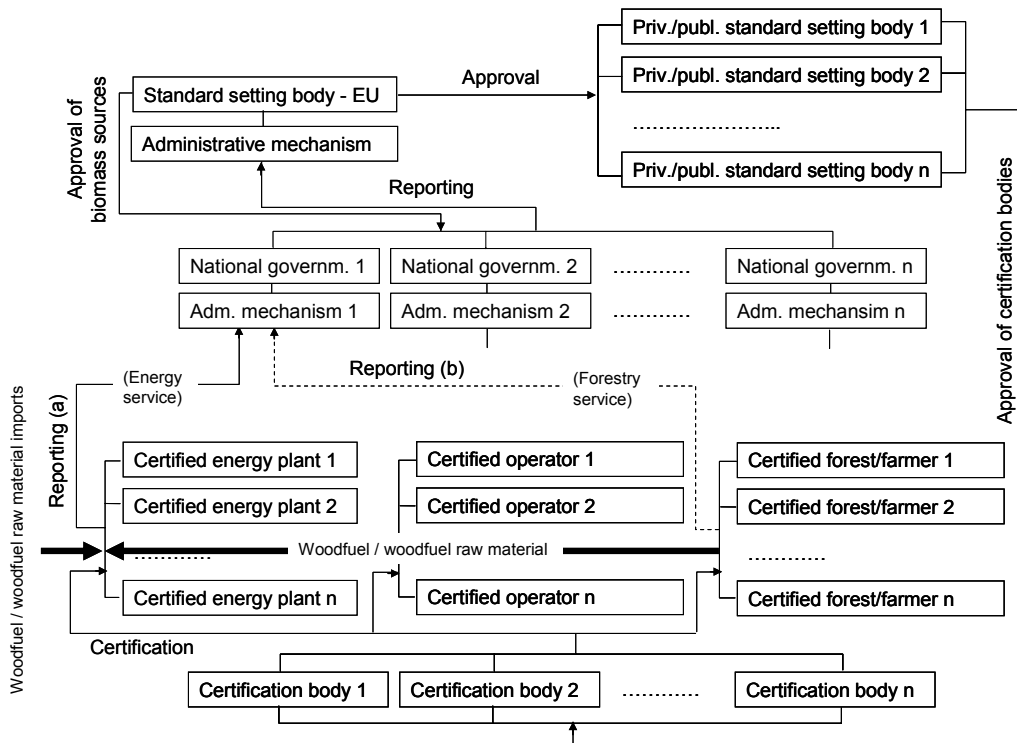 Priv./publ. standard setting body 1
Approval
Priv./publ. standard setting body 2
Standard setting body - EU
.......................
Administrative mechanism
Priv./publ. standard setting body n
Approval of
biomass sources
Reporting
National governm. 1
National governm. 2
............
National governm. n
Adm. mechanism 1
Adm. mechanism 2
............
Adm. mechansim n
Approval of certification bodies
Reporting (b)
(Energy
service)
(Forestry
service)
Reporting (a)
Woodfuel / woodfuel raw material imports
Certified energy plant 1
Certified operator 1
Certified forest/farmer 1
Certified energy plant 2
Certified operator 2
Certified forest/farmer 2
Woodfuel / woodfuel raw material
............
............
Certified energy plant n
Certified operator n
Certified forest/farmer n
Certification
Certification body 1
Certification body 2
............
Certification body n